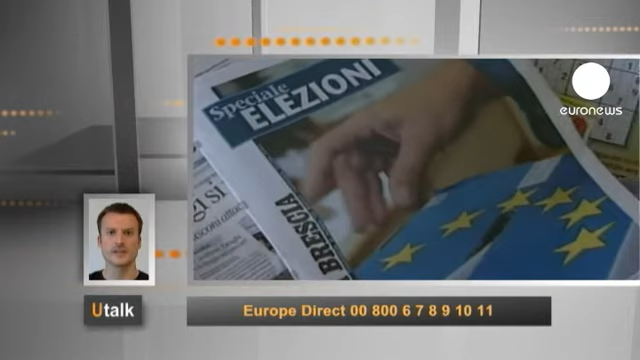 euronews
Speciale
ELEZIONI
BRESCIA
Utalk
Europe Direct 00 800 6 7 8 9 10 11